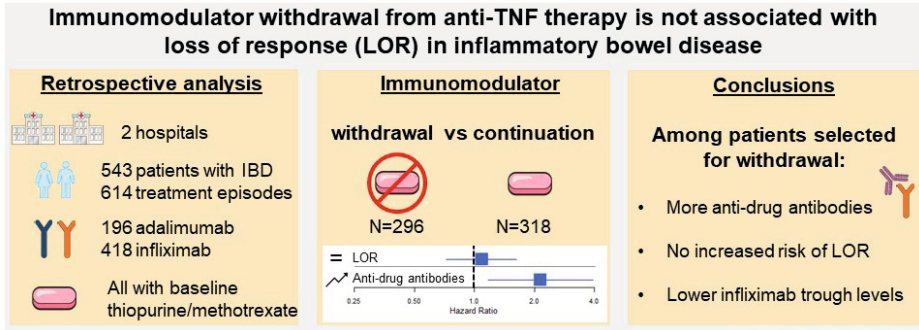 Immunomodulator withdrawal from anti-TNF therapy is not associated with
loss of response (LOR) in inflammatory bowel disease
Retrospective analysis
2 hospitals
543 patients with IBD
614 treatment episodes
196 adalimumab
418 infliximab
All with baseline
thiopurine/methotrexate
Immunomodulator
withdrawal vs continuation
N=296 N=318
= LOR
Anti-drug antibodies
0.25 0.50 1.0 2.0 4.0
Hazard Ratio
Conclusions
Among patients selected
for withdrawal:
• More anti-drug antibodies
• No increased risk of LOR
• Lower infliximab trough levels